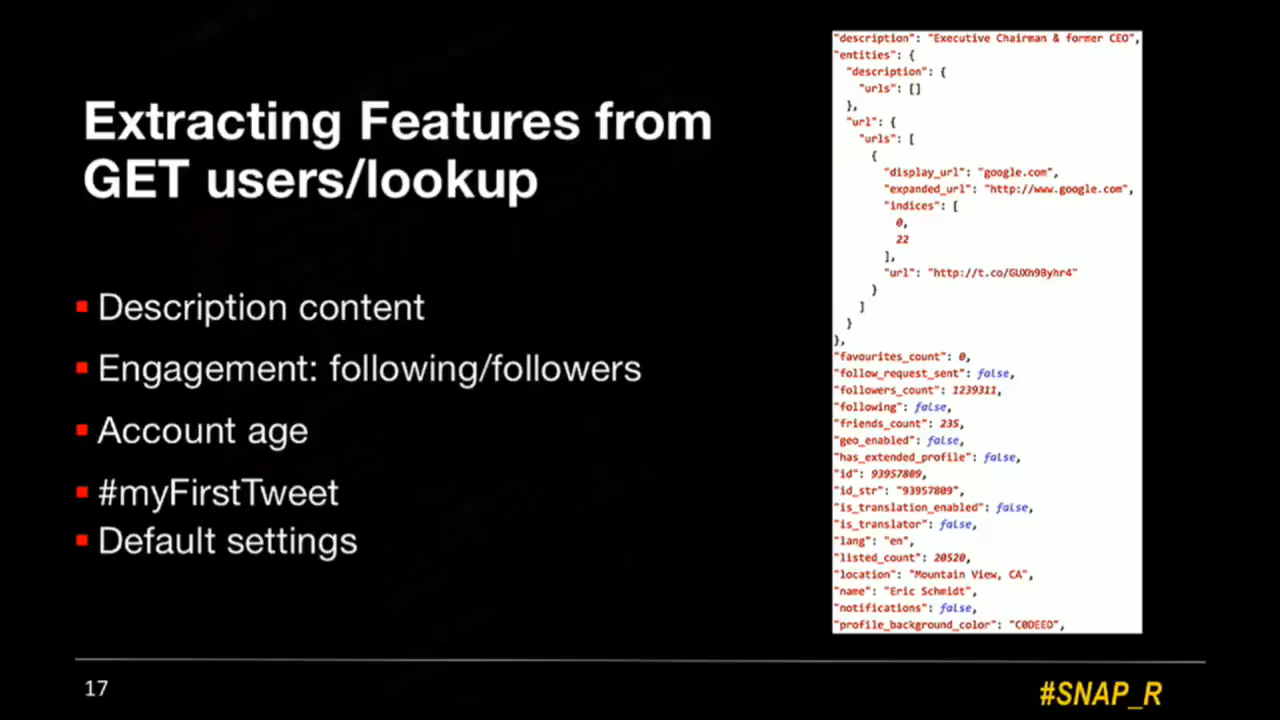 Extracting Features from
GET users/lookup
Description content
Engagement: following/followers
Account age
#myFirstTweet
Default settings
"description": "Executive Chairman & former CEO",
"entities": {
"description": {
"urls": []
},
"url": {
"urls": [
{
"display_url": "google.com",
"expanded_url": "http://www.google.com",
"indices": [
0,
22
],
"url": "http://t.co/GUXh9Byhr4"
}
]
}
},
"favourites_count": 0,
"follow_request_sent": false,
"followers_count": 1239311,
"following": false,
"friends_count": 235,
"geo_enabled": false,
"has_extended_profile": false,
"id": 93957809,
"id_str": "93957809",
"is_translation_enabled": false,
"is_translator": false,
"lang": "en",
"listed_count": 20520,
"location": "Mountain View, CA",
"name": "Eric Schmidt",
"notifications": false,
"profile_background_color": "C0DEED",
17
#SNAP_R